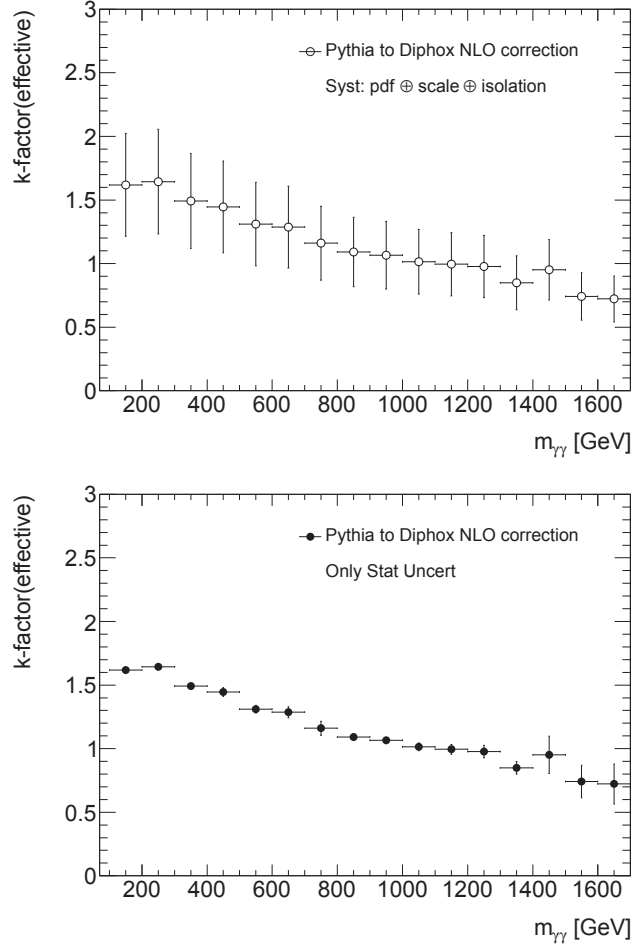 3
2.5
2
1.5
1
0.5
0
k-factor(effective)
Pythia to Diphox NLO correction
Syst: pdf ⊕ scale ⊕ isolation
200 400 600 800 1000 1200 1400 1600
mγγ [GeV]
3
2.5
2
1.5
1
0.5
0
k-factor(effective)
Pythia to Diphox NLO correction
Only Stat Uncert
200 400 600 800 1000 1200 1400 1600
mγγ [GeV]